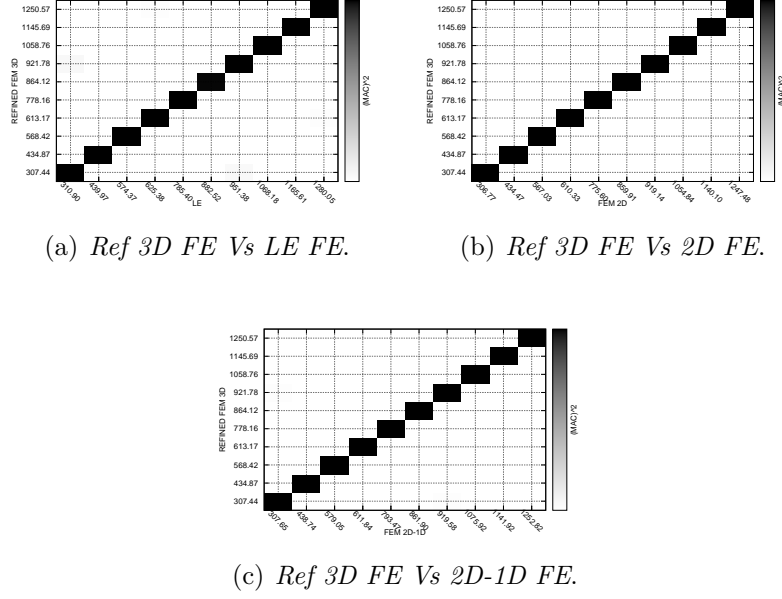 1250.57
1145.69
1058.76
921.78
864.12
778.16
613.17
568.42
434.87
307.44
REFINED FEM 3D
310.90 439.97 574.37 625.38 785.40 882.52 951.38 1068.18 1165.61 1280.05
LE
(MAC)^2
(a) Ref 3D FE Vs LE FE.
1250.57
1145.69
1058.76
921.78
864.12
778.16
613.17
568.42
434.87
307.44
REFINED FEM 3D
306.77 434.47 567.03 610.33 775.60 859.91 919.14 1054.84 1140.10 1247.48
FEM 2D
(MAC)^2
(b) Ref 3D FE Vs 2D FE.
1250.57
1145.69
1058.76
921.78
864.12
778.16
613.17
568.42
434.87
307.44
REFINED FEM 3D
307.65 438.74 579.05 611.84 793.47 861.90 919.58 1075.92 1141.92 1252.82
FEM 2D-1D
(MAC)^2
(c) Ref 3D FE Vs 2D-1D FE.